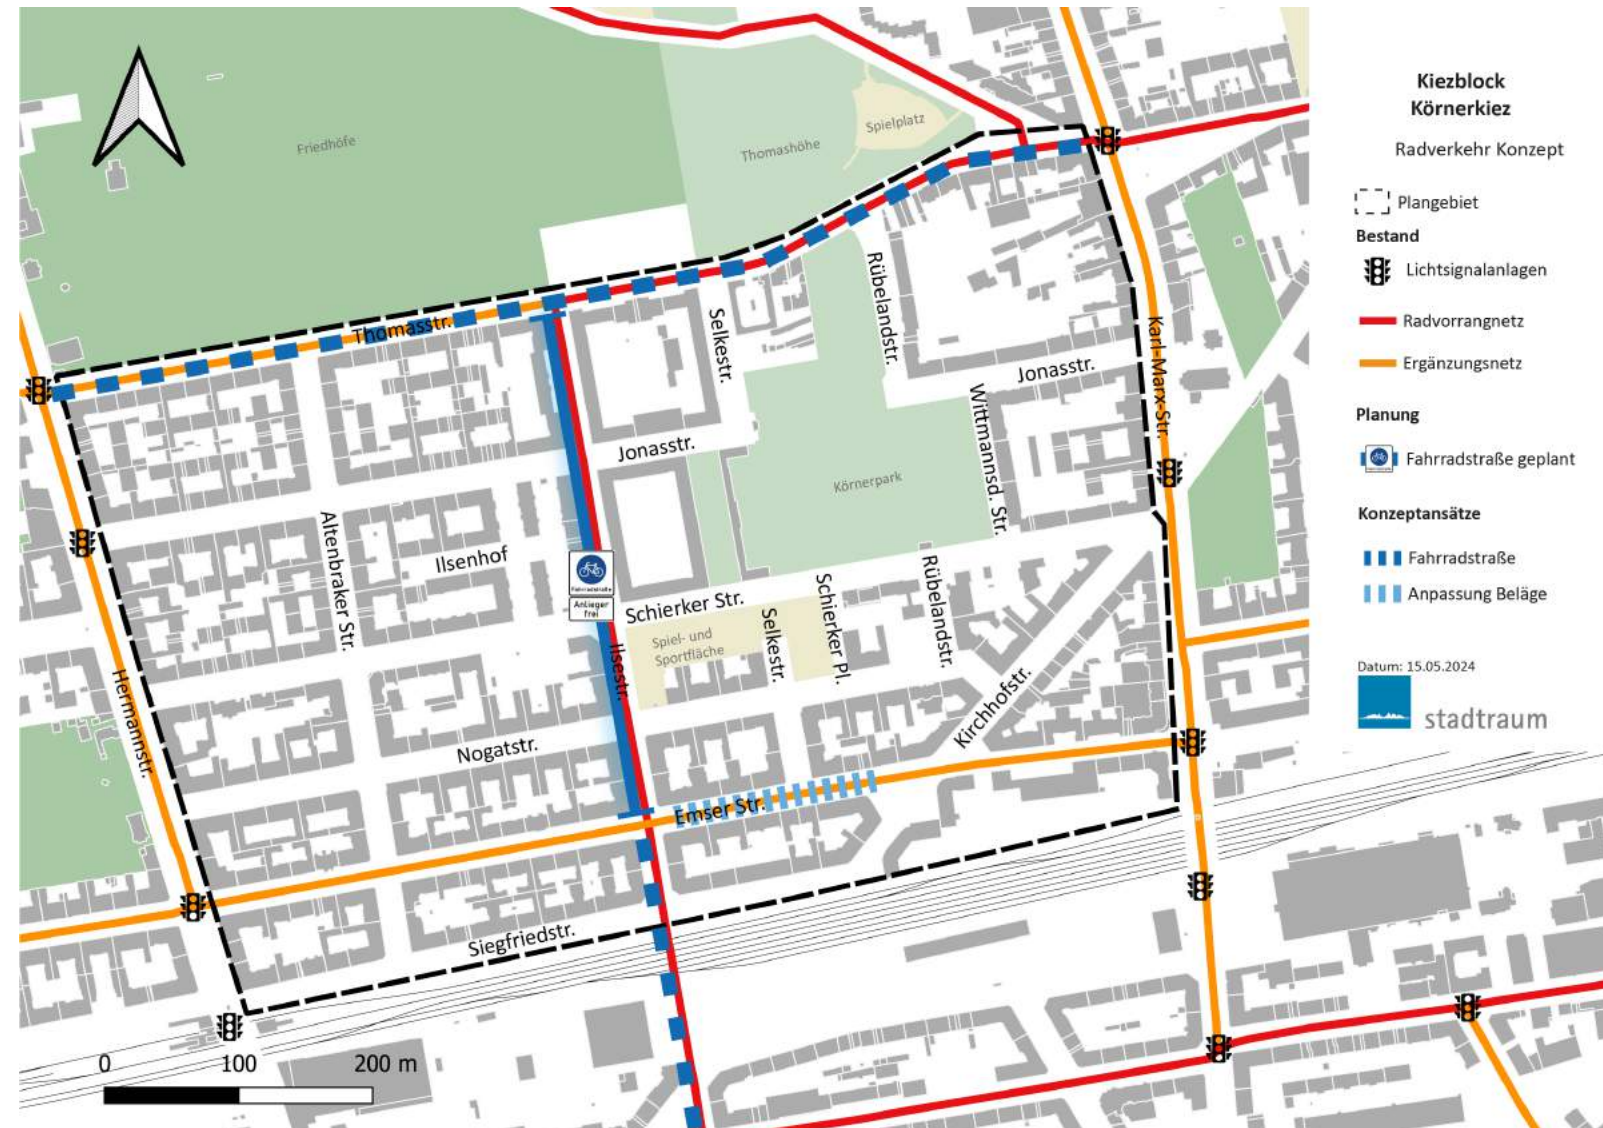 Kiezblock
Körnerkiez
Radverkehr Konzept
Plangebiet
Bestand
Lichtsignalanlagen
Radvorrangnetz
Ergänzungsnetz
Planung
Fahrradstraße geplant
Konzeptansätze
Fahrradstraße
Anpassung Beläge
Datum: 15.05.2024
stadtraum
Friedhöfe
Thomashöhe
Spielplatz
Thomasstr.
Selkestr.
Rübelandstr.
Karl-Marx-Str.
Jonasstr.
Wittmannsd. Str.
Jonasstr.
Körnerpark
Altenbraker Str.
Ilsenhof
Fahrradstraße
Anlieger
frei
Schierker Str.
Spiel- und
Sportfläche
Selkestr.
Schierker Pl.
Rübelandstr.
Ilsestr.
Hermannstr.
Kirchhofstr.
Nogatstr.
Emser Str.
Siegfriedstr.
0 100 200 m